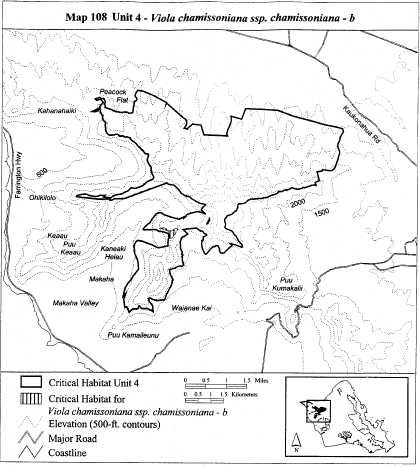 Map 108 Unit 4 - Viola chamissoniana ssp. chamissoniana - b
Peacock
Flat
Kahanahaiki
Kaukonahua Rd
500
Farrington Hwy
Ohikilolo
2000
1500
Keaau
Puu
Keaau
Kaneaki
Heiau
Makaha
Puu
Kumakalii
Makaha Valley
Waianae Kai
Puu Kamaileunu
Critical Habitat Unit 4
Critical Habitat for
Viola chamissoniana ssp. chamissoniana - b
Elevation (500-ft. contours)
Major Road
Coastline
0 0.5 1 1.5 Miles
0 0.5 1 1.5 Kilometers
N